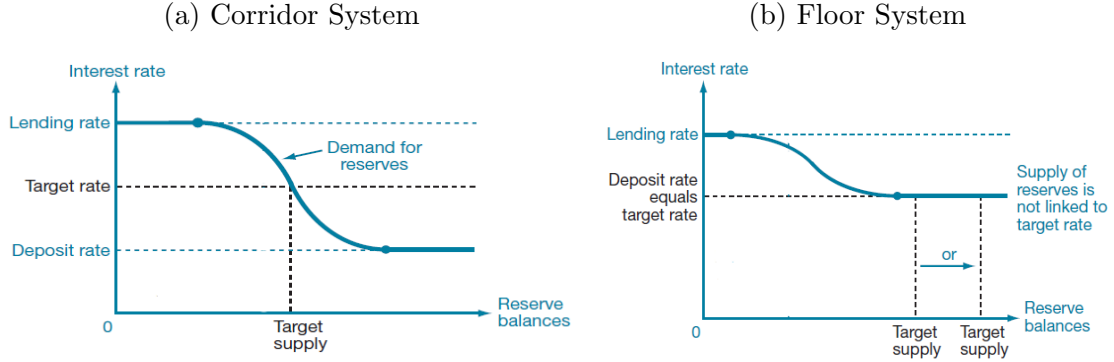 (a) Corridor System
Interest rate
Lending rate
Demand for
reserves
Target rate
Deposit rate
0
Target
supply
Reserve
balances
(b) Floor System
Interest rate
Lending rate
Deposit rate
equals
target rate
Supply of
reserves is
not linked to
target rate
or
0
Target
supply
Target
supply
Reserve
balances